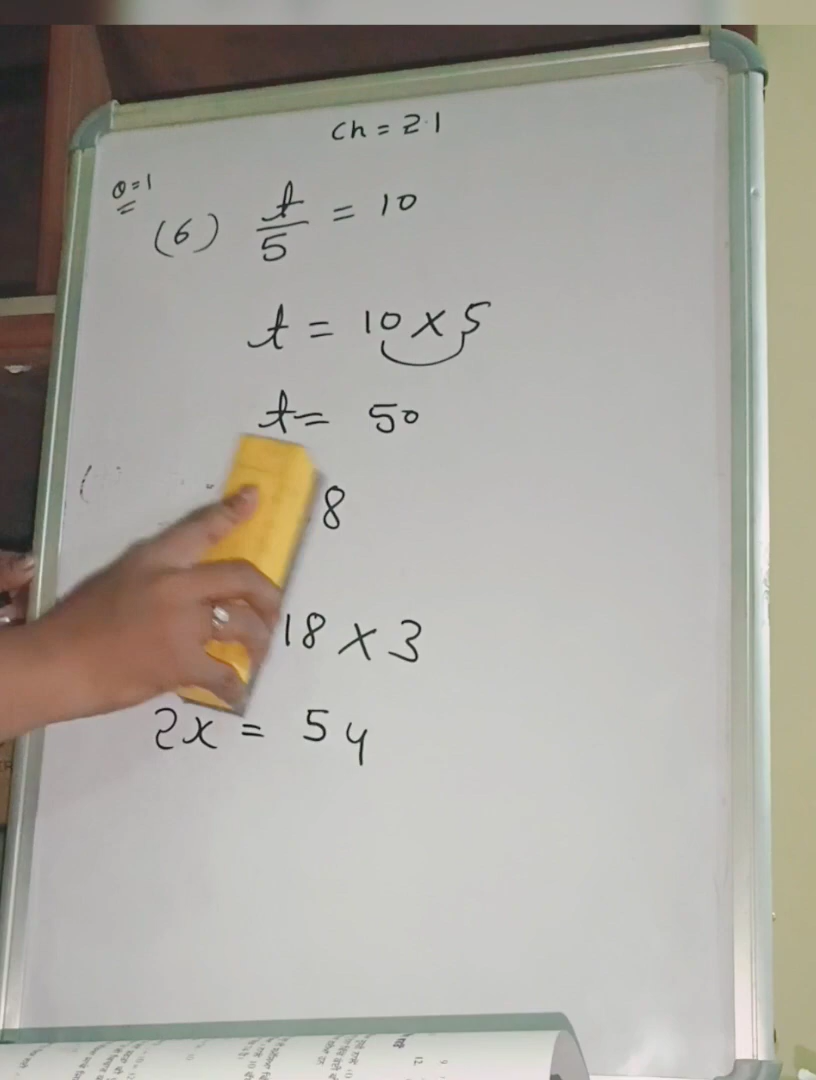 Ch = 2.1
Q=1
(6) t/5 = 10
t = 10 × 5
t = 50
8
18 × 3
2x = 54